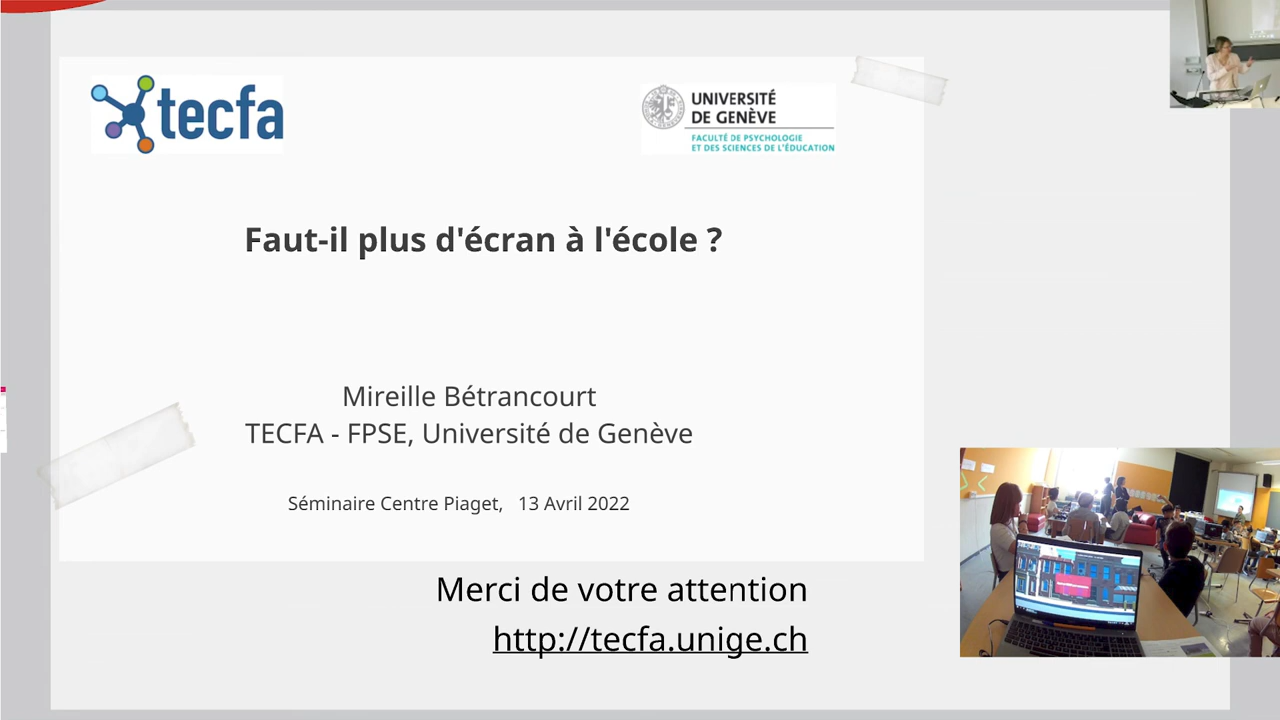 tecfa
UNIVERSITÉ
DE GENÈVE
FACULTÉ DE PSYCHOLOGIE
ET DES SCIENCES DE L'ÉDUCATION
Faut-il plus d'écran à l'école ?
Mireille Bétrancourt
TECFA - FPSE, Université de Genève
Séminaire Centre Piaget, 13 Avril 2022
Merci de votre attention
http://tecfa.unige.ch